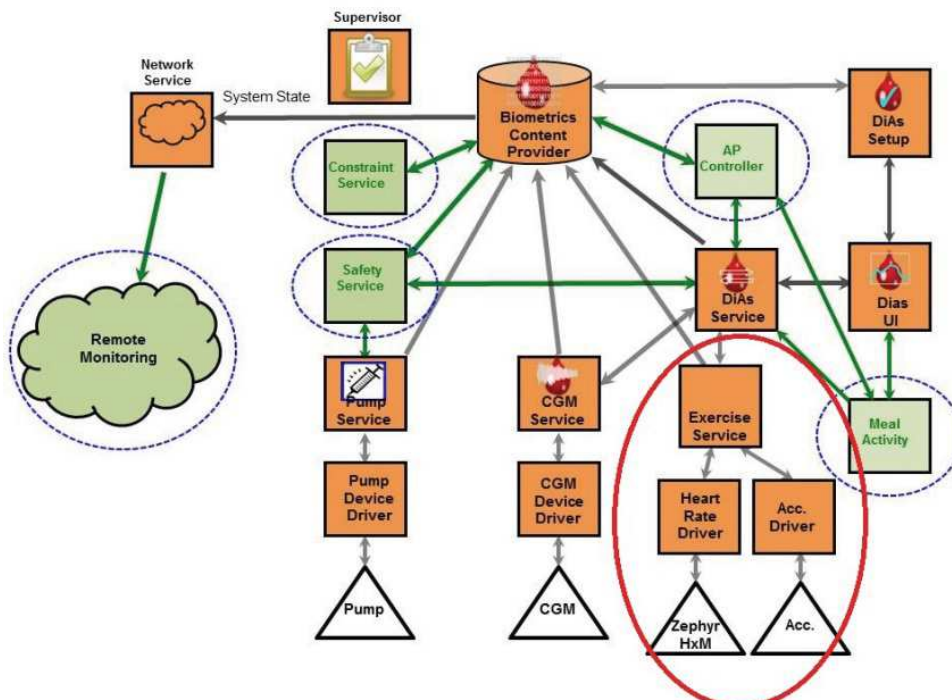 Supervisor
Network
Service
System State
Biometrics
Content
Provider
DiAs
Setup
Constraint
Service
AP
Controller
Safety
Service
DiAs
Service
Dias
UI
Remote
Monitoring
Pump
Service
CGM
Service
Exercise
Service
Meal
Activity
Pump
Device
Driver
CGM
Device
Driver
Heart
Rate
Driver
Acc.
Driver
Pump
CGM
Zephyr
HxM
Acc.